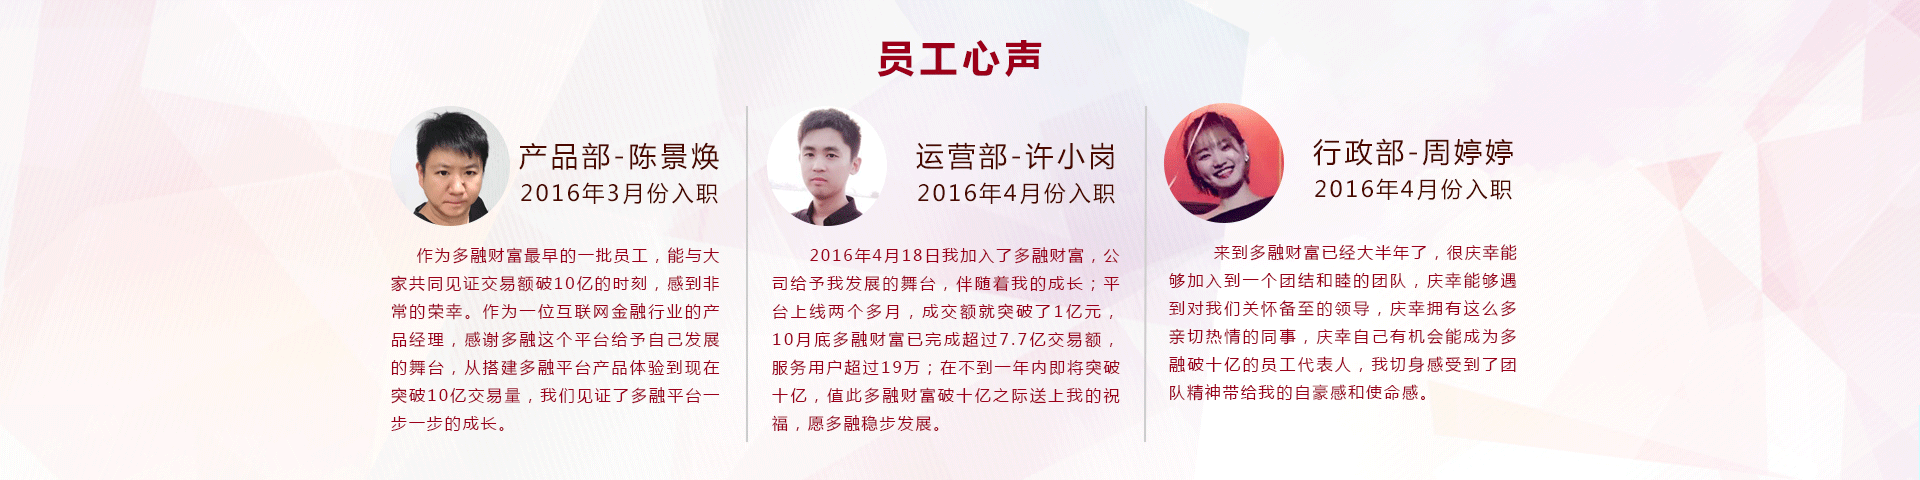 员工心声
产品部-陈景焕
2016年3月份入职
作为多融财富最早的一批员工，能与大
家共同见证交易额破10亿的时刻，感到非
常的荣幸。作为一位互联网金融行业的产
品经理，感谢多融这个平台给予自己发展
的舞台，从搭建多融平台产品体验到现在
突破10亿交易量，我们见证了多融平台一
步一步的成长。
运营部-许小岗
2016年4月份入职
2016年4月18日我加入了多融财富，公
司给予我发展的舞台，伴随着我的成长；平
台上线两个多月，成交额就突破了1亿元，
10月底多融财富已完成超过7.7亿交易额，
服务用户超过19万；在不到一年内即将突破
十亿，值此多融财富破十亿之际送上我的祝
福，愿多融稳步发展。
行政部-周婷婷
2016年4月份入职
来到多融财富已经大半年了，很庆幸能
够加入到一个团结和睦的团队，庆幸能够遇
到对我们关怀备至的领导，庆幸拥有这么多
亲切热情的同事，庆幸自己有机会能成为多
融破十亿的员工代表人，我切身感受到了团
队精神带给我的自豪感和使命感。